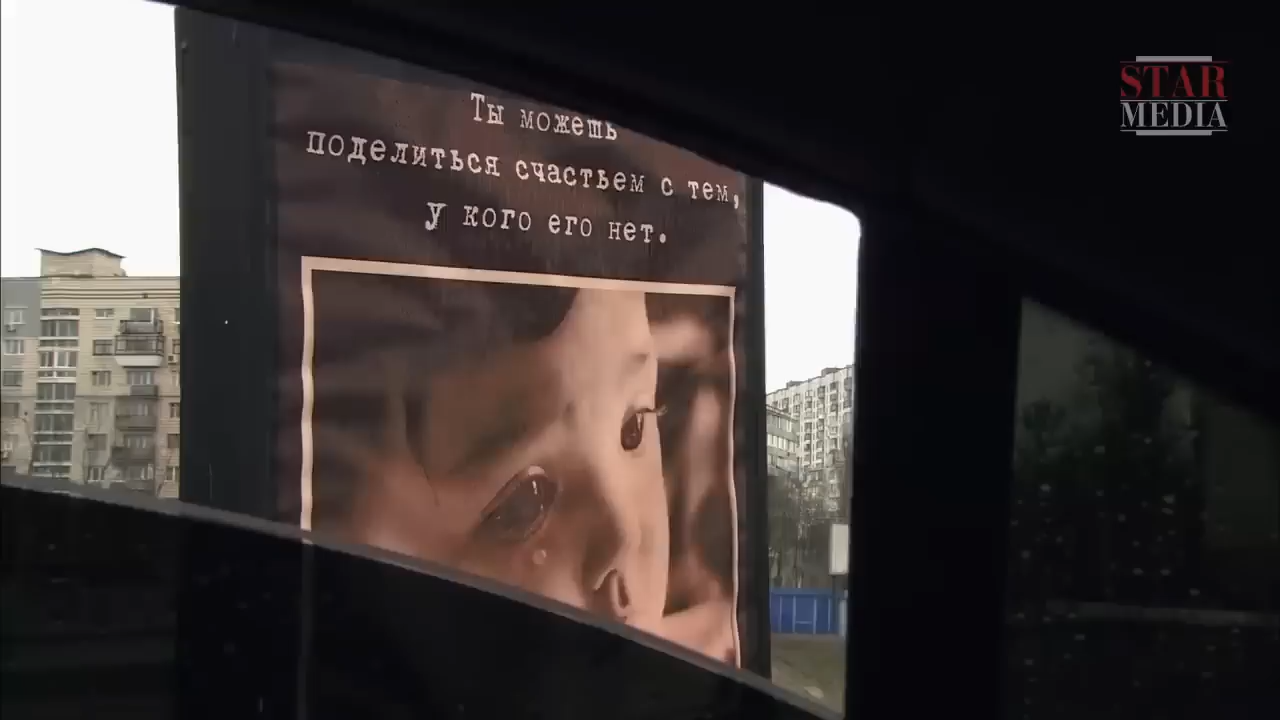 Ты можешь
поделиться счастьем с тем,
у кого его нет.
STAR
MEDIA